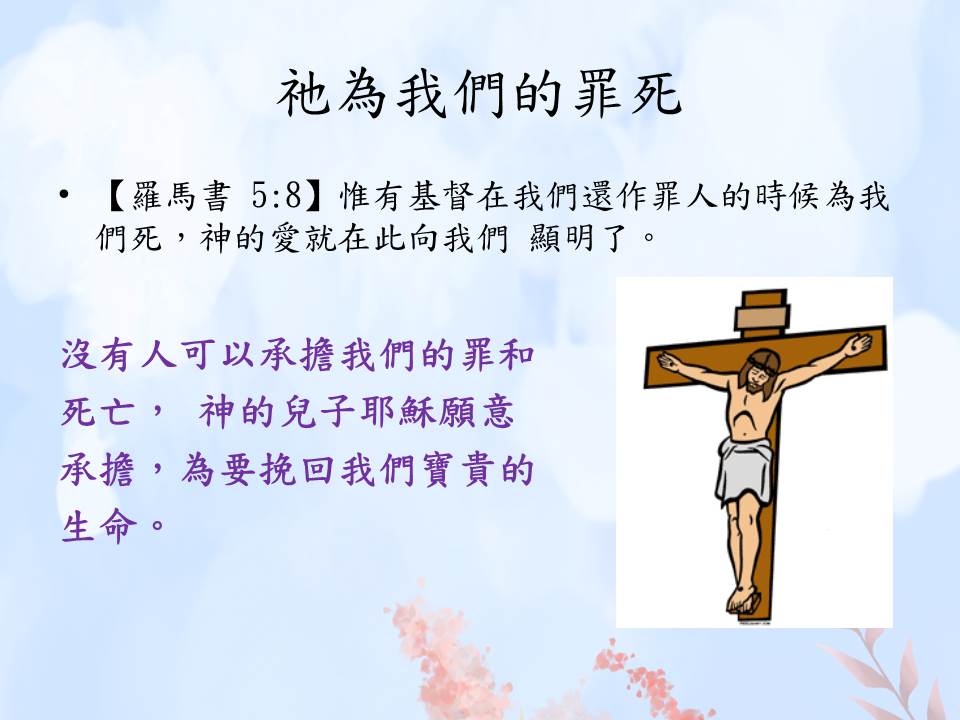 祂為我們的罪死
• 【羅馬書 5:8】惟有基督在我們還作罪人的時候為我
們死，神的愛就在此向我們 顯明了。
沒有人可以承擔我們的罪和
死亡， 神的兒子耶穌願意
承擔，為要挽回我們寶貴的
生命。